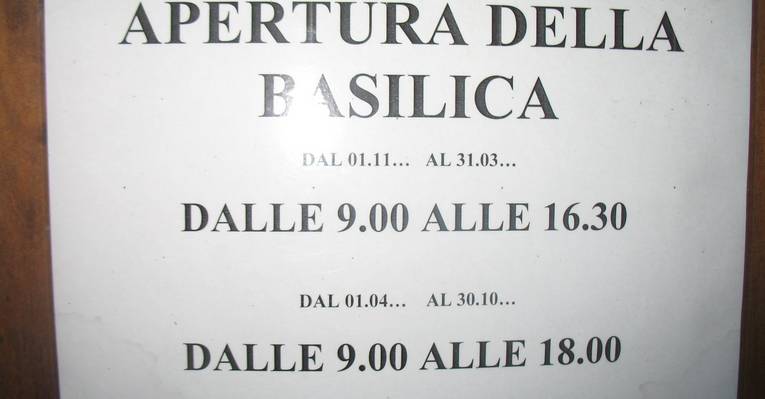 APERTURA DELLA
BASILICA
DAL 01.11... AL 31.03...
DALLE 9.00 ALLE 16.30
DAL 01.04... AL 30.10...
DALLE 9.00 ALLE 18.00